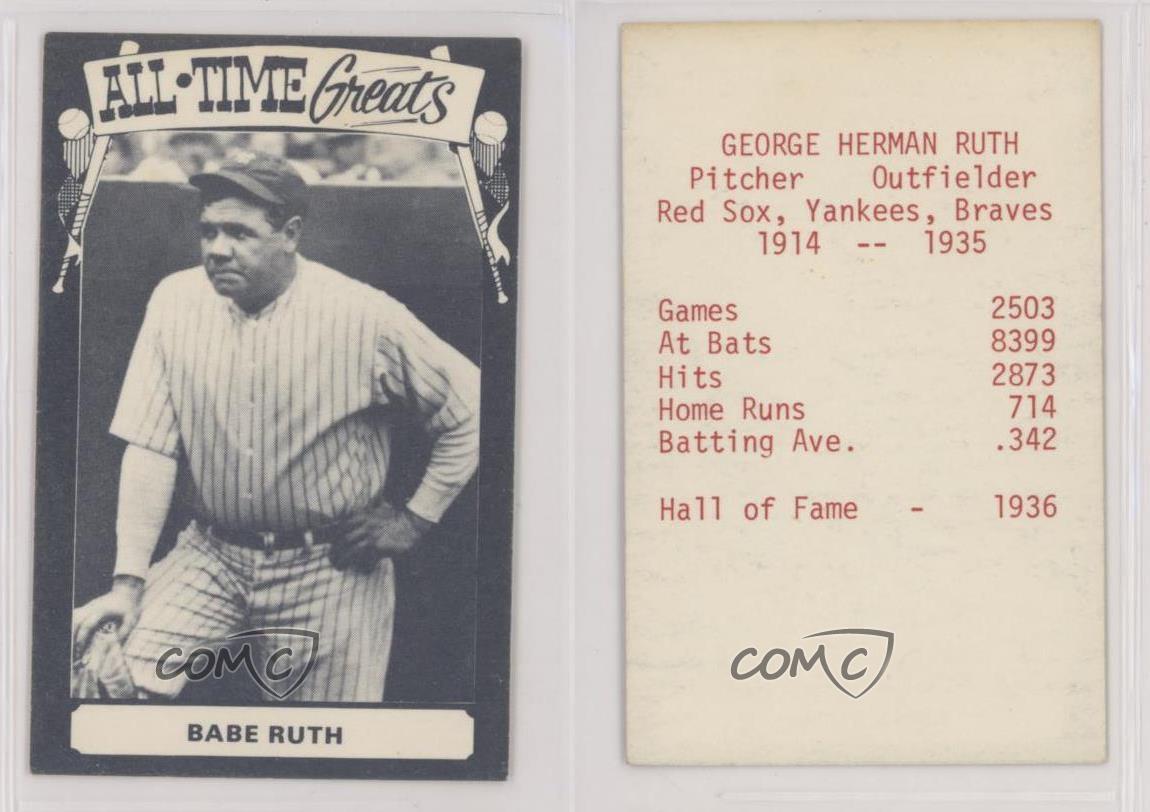 ALL·TIME Greats
BABE RUTH
COMC
GEORGE HERMAN RUTH
Pitcher Outfielder
Red Sox, Yankees, Braves
1914 -- 1935
Games 2503
At Bats 8399
Hits 2873
Home Runs 714
Batting Ave. .342
Hall of Fame - 1936
COMC